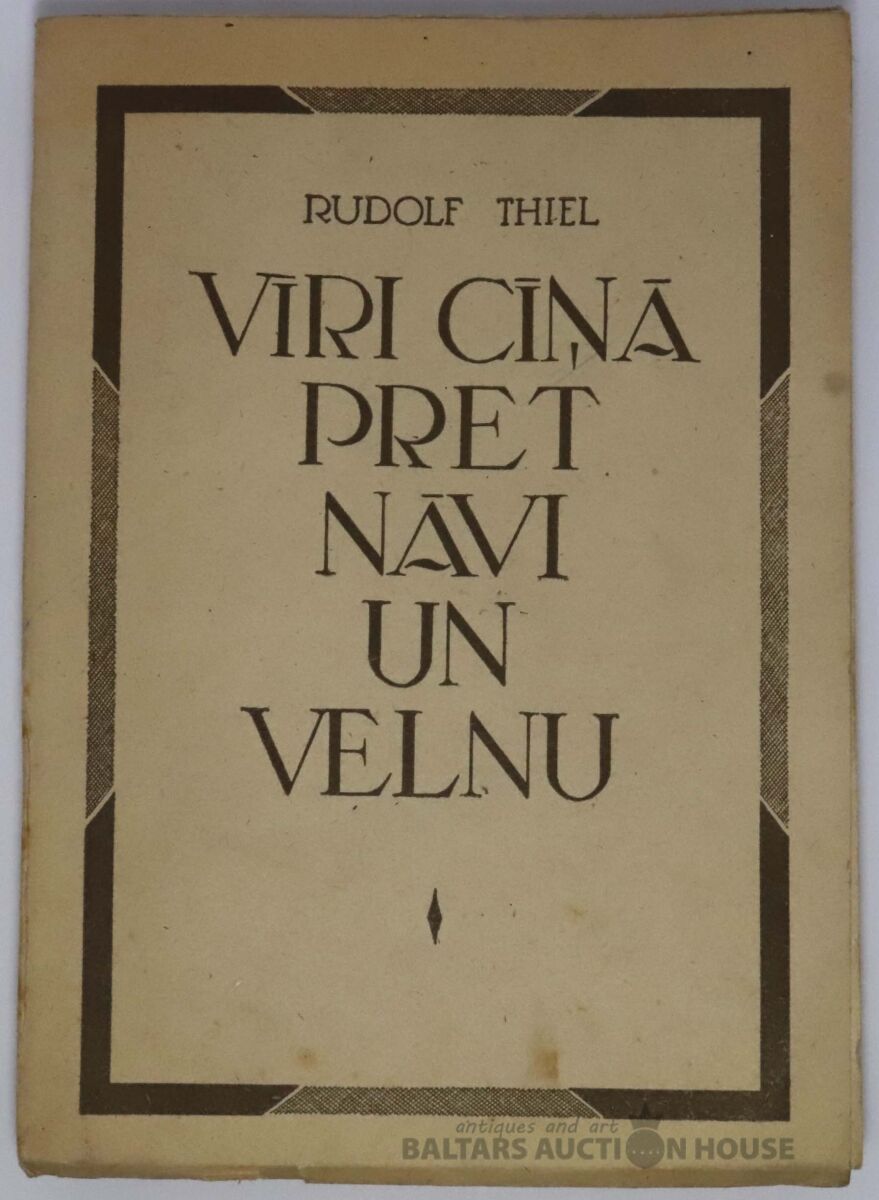 RUDOLF THIEL
VĪRI CĪŅĀ
PRET
NĀVI
UN
VELNU
antiques and art
BALTARS AUCTION HOUSE